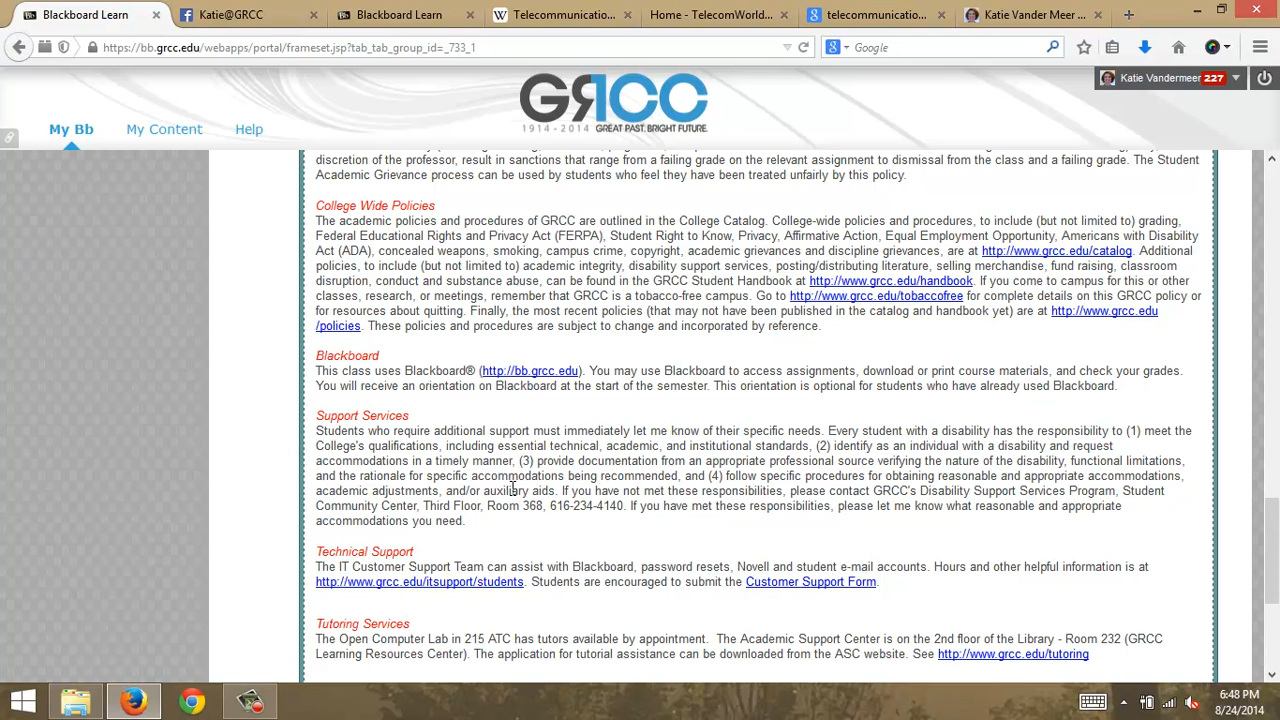 Blackboard Learn
Katie@GRCC
Blackboard Learn
Telecommunicatio...
Home - TelecomWorld...
telecommunicatio...
Katie Vander Meer ...
https://bb.grcc.edu/webapps/portal/frameset.jsp?tab_tab_group_id=_733_1
Google
Katie Vandermeer 227
GRCC
1914 - 2014 GREAT PAST. BRIGHT FUTURE.
My Bb
My Content
Help
discretion of the professor, result in sanctions that range from a failing grade on the relevant assignment to dismissal from the class and a failing grade. The Student
Academic Grievance process can be used by students who feel they have been treated unfairly by this policy.
College Wide Policies
The academic policies and procedures of GRCC are outlined in the College Catalog. College-wide policies and procedures, to include (but not limited to) grading,
Federal Educational Rights and Privacy Act (FERPA), Student Right to Know, Privacy, Affirmative Action, Equal Employment Opportunity, Americans with Disability
Act (ADA), concealed weapons, smoking, campus crime, copyright, academic grievances and discipline grievances, are at http://www.grcc.edu/catalog. Additional
policies, to include (but not limited to) academic integrity, disability support services, posting/distributing literature, selling merchandise, fund raising, classroom
disruption, conduct and substance abuse, can be found in the GRCC Student Handbook at http://www.grcc.edu/handbook. If you come to campus for this or other
classes, research, or meetings, remember that GRCC is a tobacco-free campus. Go to http://www.grcc.edu/tobaccofree for complete details on this GRCC policy or
for resources about quitting. Finally, the most recent policies (that may not have been published in the catalog and handbook yet) are at http://www.grcc.edu
/policies. These policies and procedures are subject to change and incorporated by reference.
Blackboard
This class uses Blackboard® (http://bb.grcc.edu). You may use Blackboard to access assignments, download or print course materials, and check your grades.
You will receive an orientation on Blackboard at the start of the semester. This orientation is optional for students who have already used Blackboard.
Support Services
Students who require additional support must immediately let me know of their specific needs. Every student with a disability has the responsibility to (1) meet the
College's qualifications, including essential technical, academic, and institutional standards, (2) identify as an individual with a disability and request
accommodations in a timely manner, (3) provide documentation from an appropriate professional source verifying the nature of the disability, functional limitations,
and the rationale for specific accommodations being recommended, and (4) follow specific procedures for obtaining reasonable and appropriate accommodations,
academic adjustments, and/or auxiliary aids. If you have not met these responsibilities, please contact GRCC's Disability Support Services Program, Student
Community Center, Third Floor, Room 368, 616-234-4140. If you have met these responsibilities, please let me know what reasonable and appropriate
accommodations you need.
Technical Support
The IT Customer Support Team can assist with Blackboard, password resets, Novell and student e-mail accounts. Hours and other helpful information is at
http://www.grcc.edu/itsupport/students. Students are encouraged to submit the Customer Support Form.
Tutoring Services
The Open Computer Lab in 215 ATC has tutors available by appointment. The Academic Support Center is on the 2nd floor of the Library - Room 232 (GRCC
Learning Resources Center). The application for tutorial assistance can be downloaded from the ASC website. See http://www.grcc.edu/tutoring
6:48 PM
8/24/2014